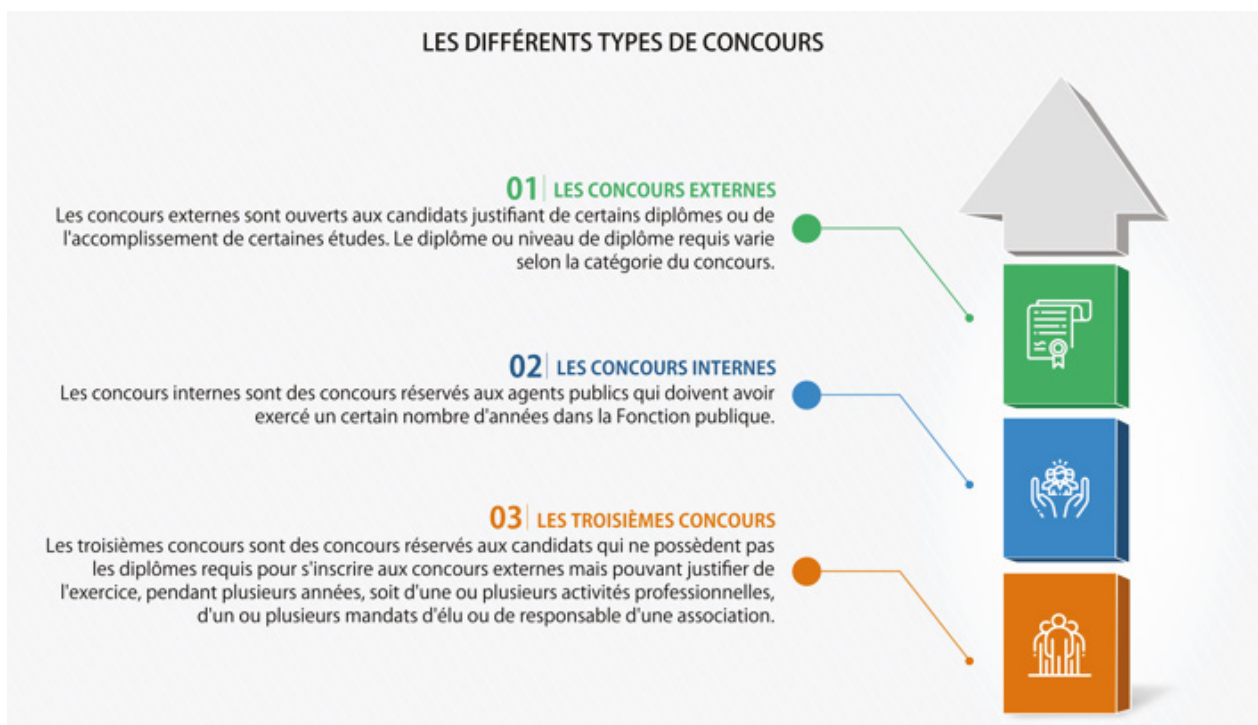 LES DIFFÉRENTS TYPES DE CONCOURS
01 LES CONCOURS EXTERNES
Les concours externes sont ouverts aux candidats justifiant de certains diplômes ou de
l'accomplissement de certaines études. Le diplôme ou niveau de diplôme requis varie
selon la catégorie du concours.
02 LES CONCOURS INTERNES
Les concours internes sont des concours réservés aux agents publics qui doivent avoir
exercé un certain nombre d'années dans la Fonction publique.
03 LES TROISIÈMES CONCOURS
Les troisièmes concours sont des concours réservés aux candidats qui ne possèdent pas
les diplômes requis pour s'inscrire aux concours externes mais pouvant justifier de
l'exercice, pendant plusieurs années, soit d'une ou plusieurs activités professionnelles,
d'un ou plusieurs mandats d'élu ou de responsable d'une association.